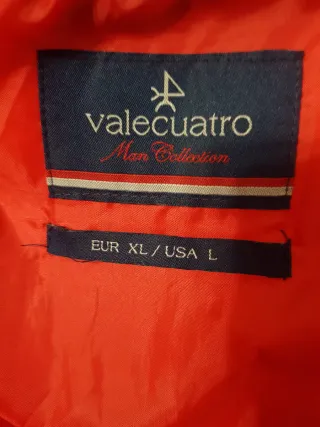 valecuatro
Man Collection
EUR XL / USA L